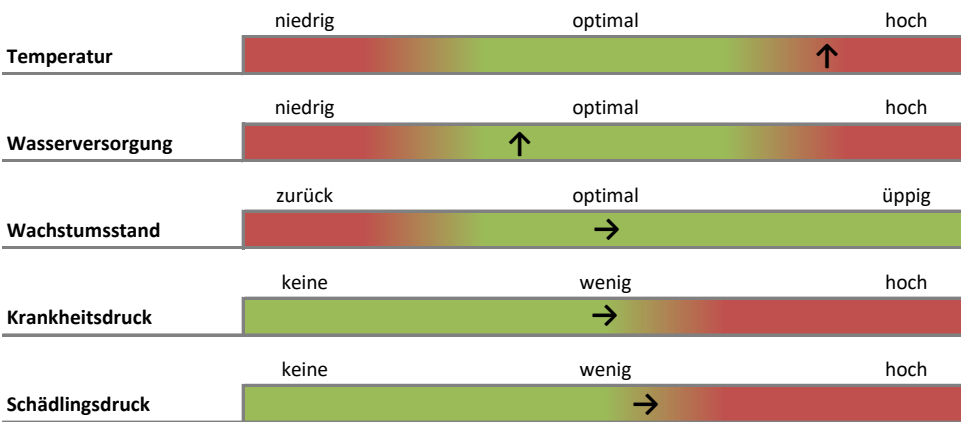 niedrig optimal hoch
Temperatur ↑
niedrig optimal hoch
Wasserversorgung ↑
zurück optimal üppig
Wachstumsstand →
keine wenig hoch
Krankheitsdruck →
keine wenig hoch
Schädlingsdruck →